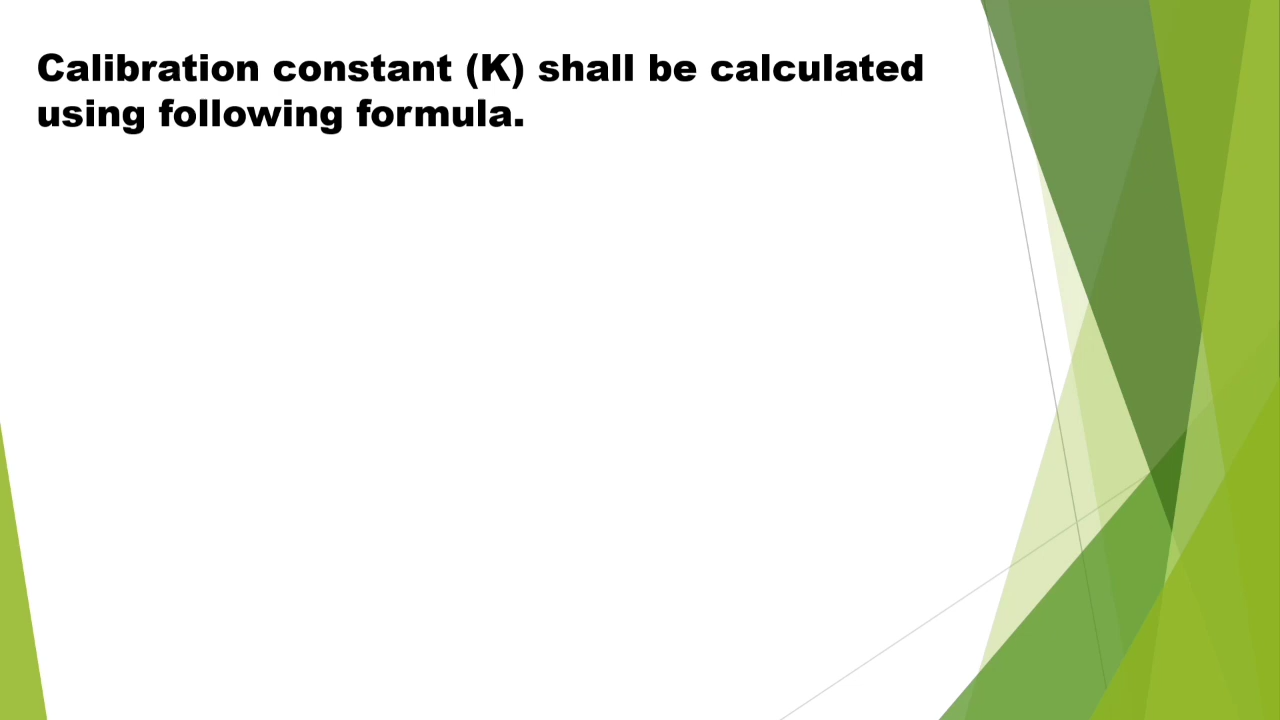 Calibration constant (K) shall be calculated
using following formula.